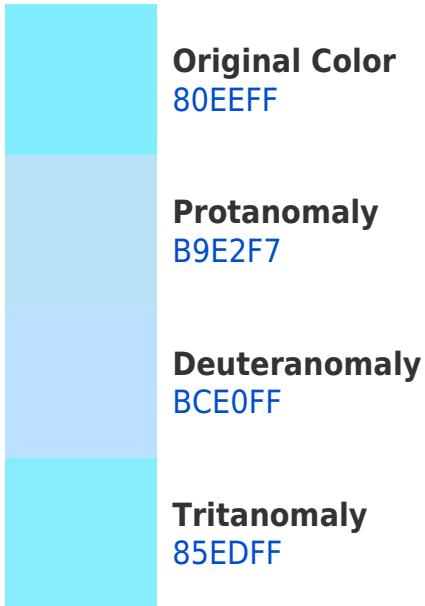 Original Color
80EEFF
Protanomaly
B9E2F7
Deuteranomaly
BCE0FF
Tritanomaly
85EDFF